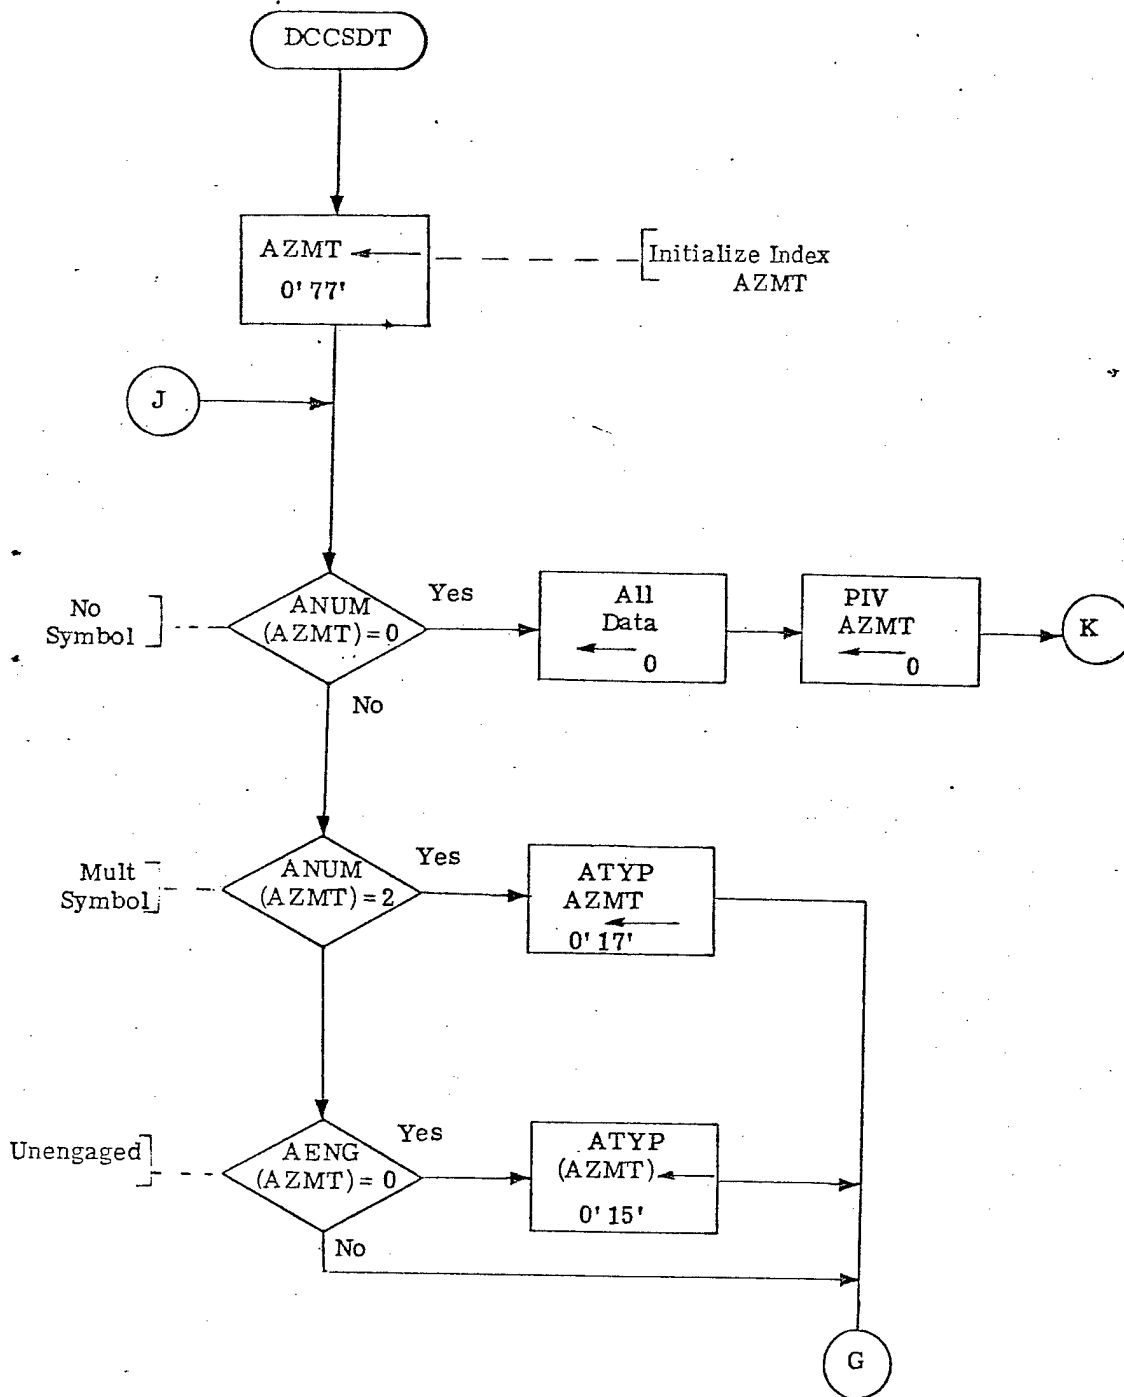 DCCSDT
AZMT
0' 77'
Initialize Index
AZMT
J
No
Symbol
ANUM
(AZMT) = 0
Yes
All
Data
0
PIV
AZMT
0
K
No
Mult
Symbol
ANUM
(AZMT) = 2
Yes
ATYP
AZMT
0' 17'
Unengaged
AENG
(AZMT) = 0
Yes
ATYP
(AZMT)
0' 15'
No
G